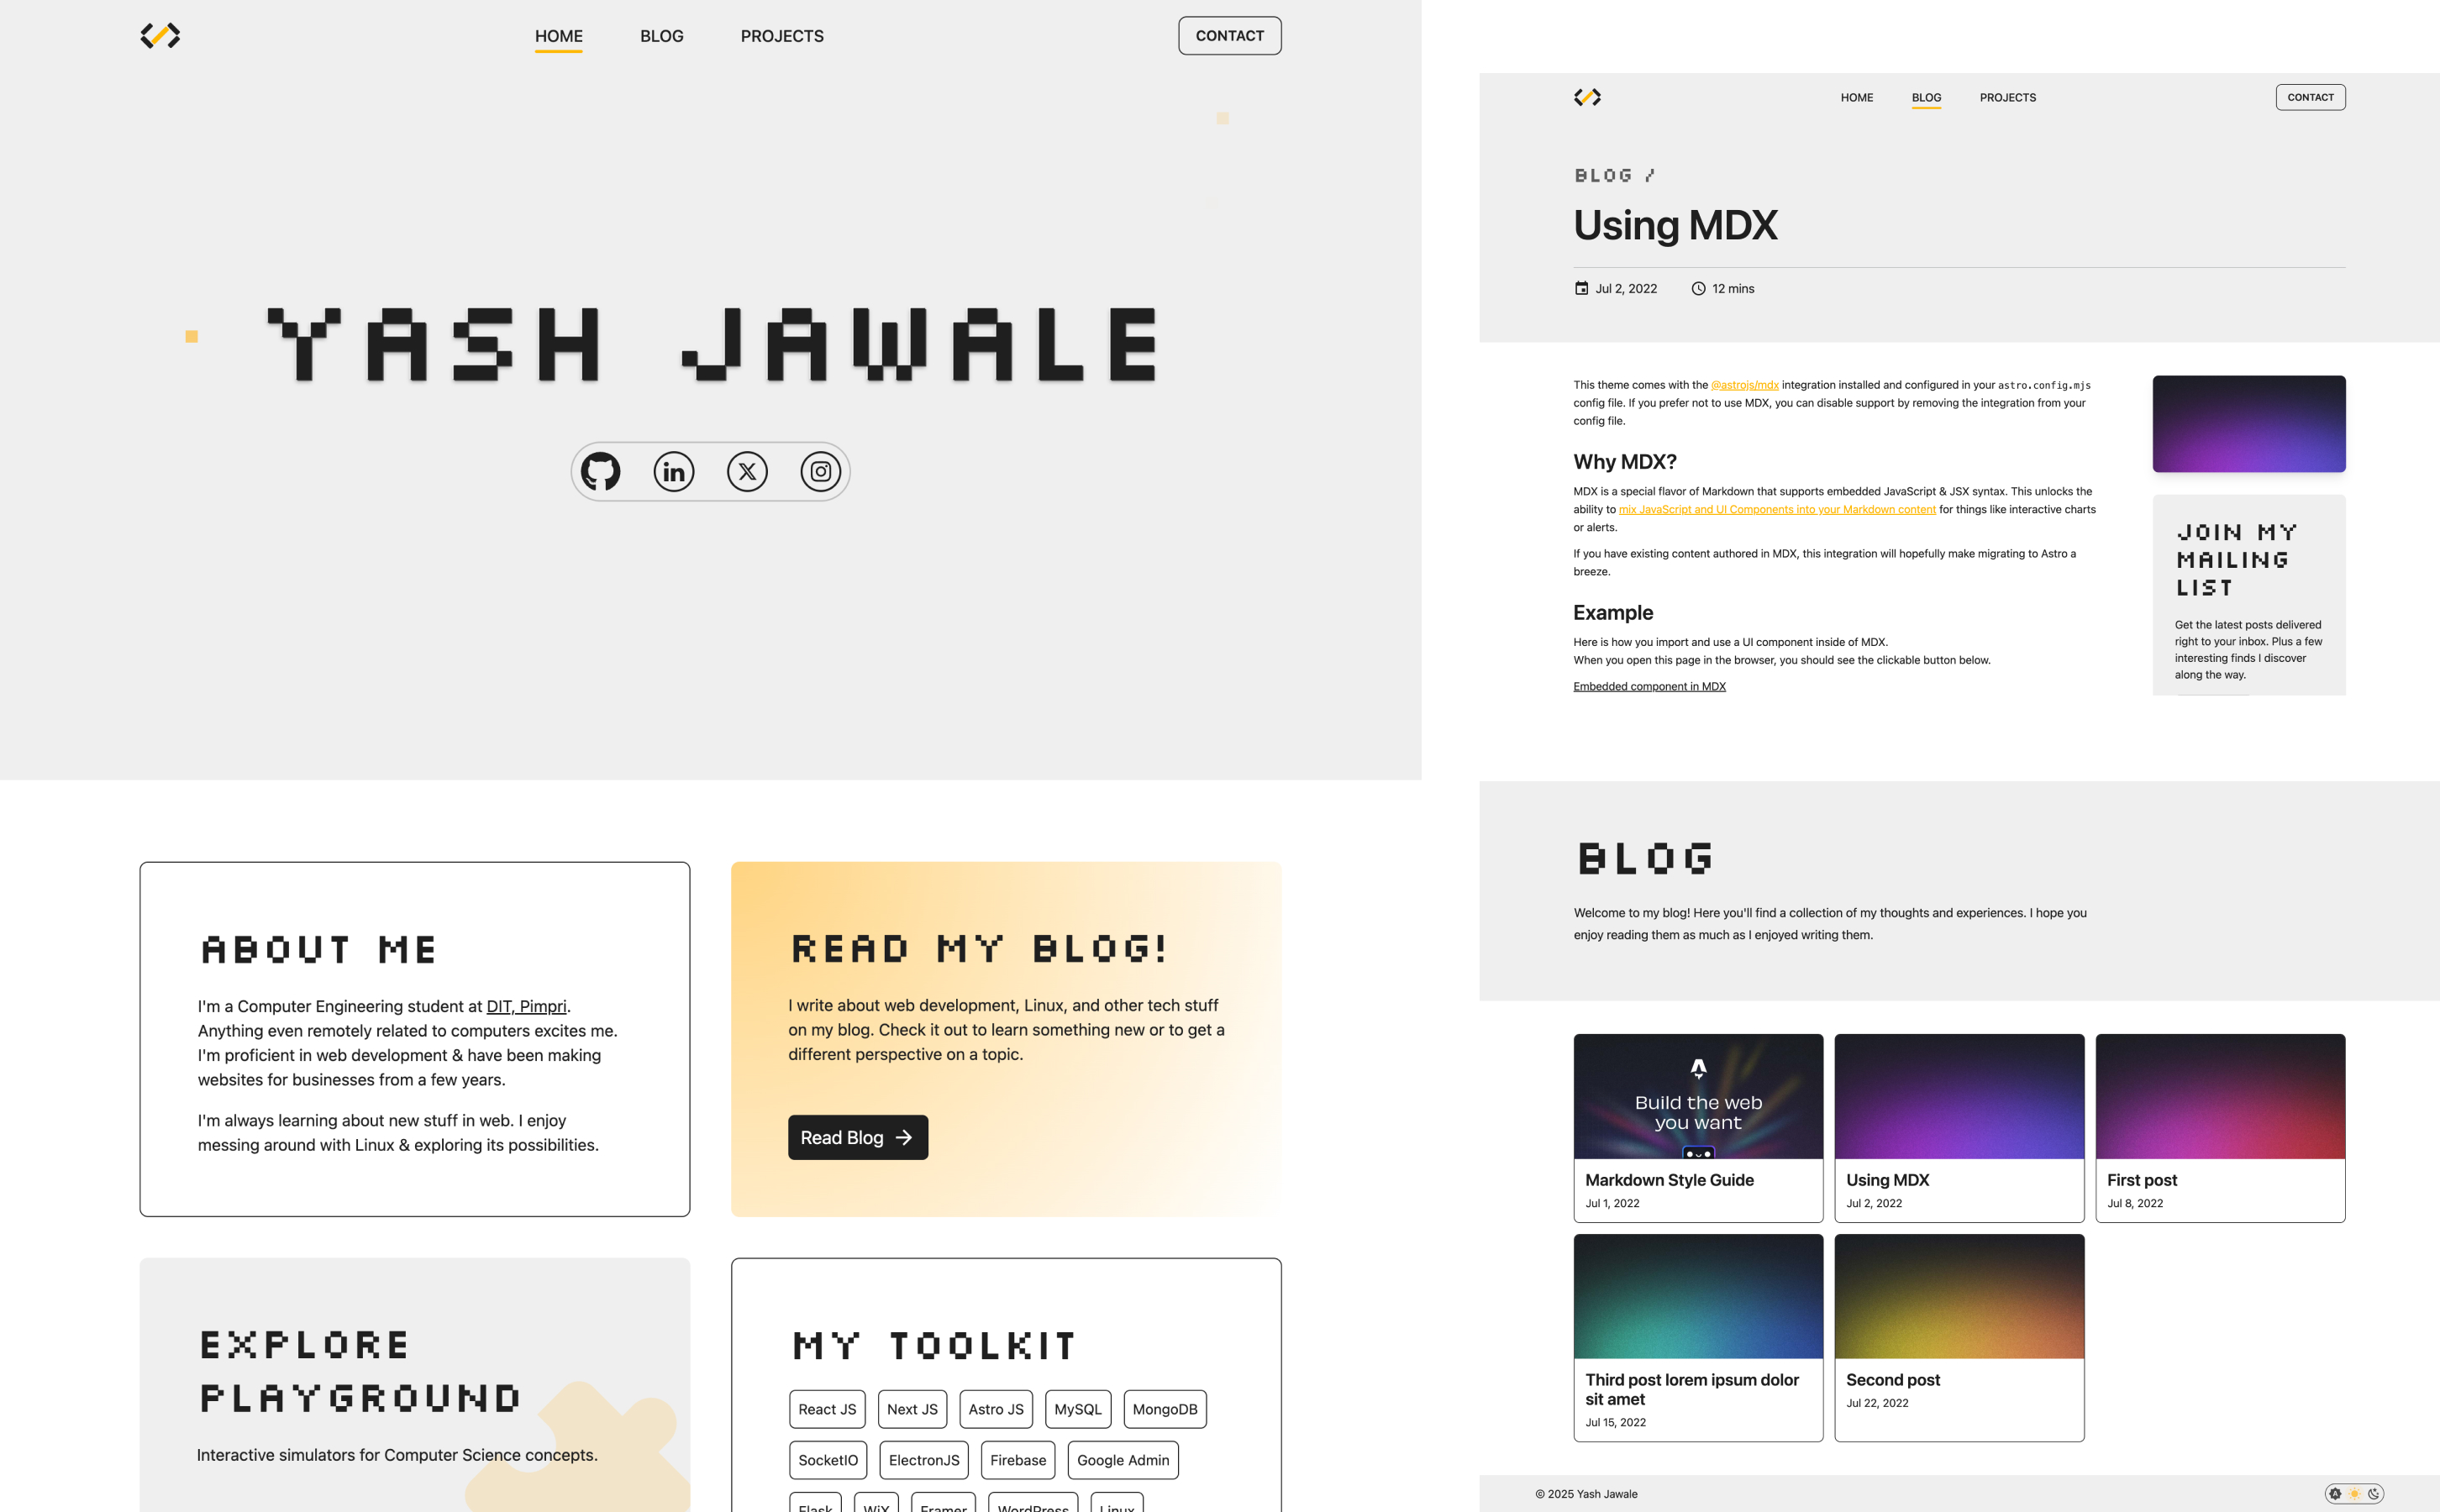 HOME
BLOG
PROJECTS
CONTACT
YASH JAWALE
ABOUT ME
I'm a Computer Engineering student at DIT, Pimpri.
Anything even remotely related to computers excites me.
I'm proficient in web development & have been making
websites for businesses from a few years.
I'm always learning about new stuff in web. I enjoy
messing around with Linux & exploring its possibilities.
READ MY BLOG!
I write about web development, Linux, and other tech stuff
on my blog. Check it out to learn something new or to get a
different perspective on a topic.
Read Blog
EXPLORE
PLAYGROUND
Interactive simulators for Computer Science concepts.
MY TOOLKIT
React JS
Next JS
Astro JS
MySQL
MongoDB
SocketIO
ElectronJS
Firebase
Google Admin
Flask
WiX
Framer
WordPress
Linux
HOME
BLOG
PROJECTS
CONTACT
BLOG /
Using MDX
Jul 2, 2022
12 mins
This theme comes with the @astrojs/mdx integration installed and configured in your astro.config.mjs
config file. If you prefer not to use MDX, you can disable support by removing the integration from your
config file.
Why MDX?
MDX is a special flavor of Markdown that supports embedded JavaScript & JSX syntax. This unlocks the
ability to mix JavaScript and UI Components into your Markdown content for things like interactive charts
or alerts.
If you have existing content authored in MDX, this integration will hopefully make migrating to Astro a
breeze.
Example
Here is how you import and use a UI component inside of MDX.
When you open this page in the browser, you should see the clickable button below.
Embedded component in MDX
JOIN MY
MAILING
LIST
Get the latest posts delivered
right to your inbox. Plus a few
interesting finds I discover
along the way.
BLOG
Welcome to my blog! Here you'll find a collection of my thoughts and experiences. I hope you
enjoy reading them as much as I enjoyed writing them.
Build the web
you want
Markdown Style Guide
Jul 1, 2022
Using MDX
Jul 2, 2022
First post
Jul 8, 2022
Third post lorem ipsum dolor
sit amet
Jul 15, 2022
Second post
Jul 22, 2022
© 2025 Yash Jawale